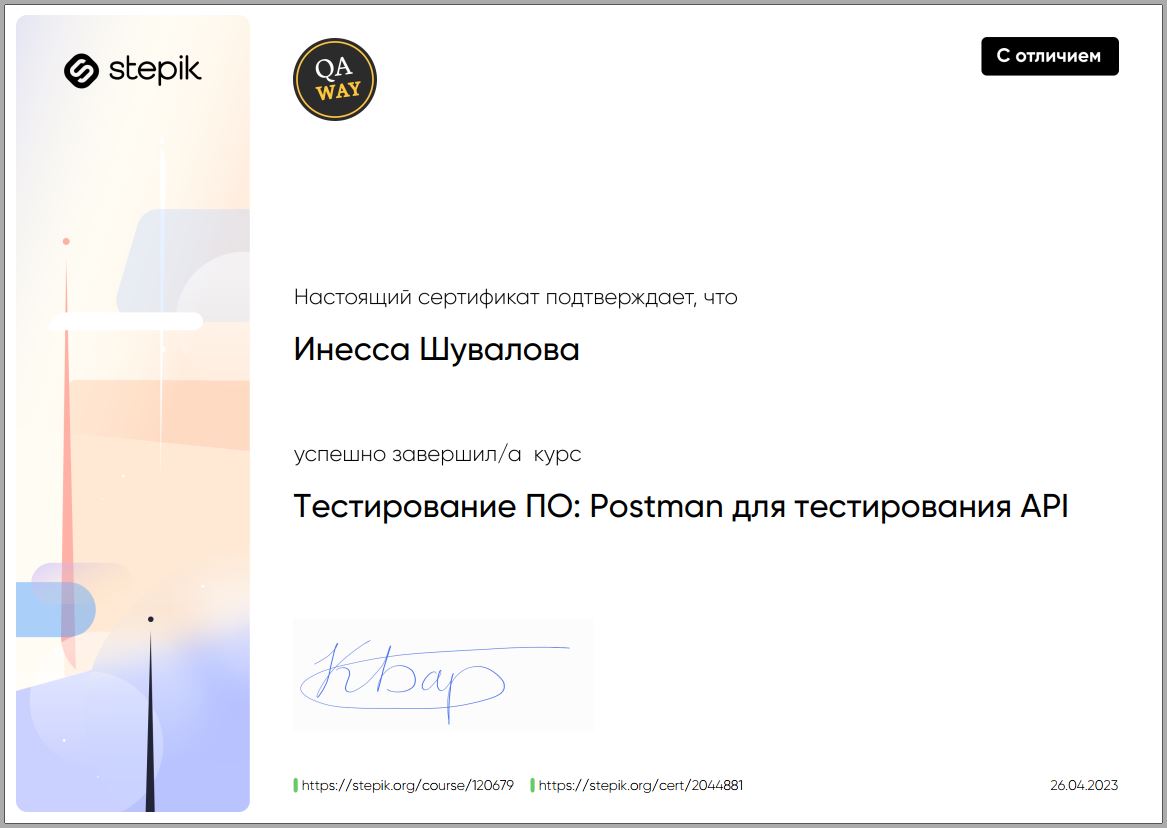 stepik
QA
WAY
С отличием
Настоящий сертификат подтверждает, что
Инесса Шувалова
успешно завершил/а курс
Тестирование ПО: Postman для тестирования API
КБар
https://stepik.org/course/120679 https://stepik.org/cert/2044881 26.04.2023